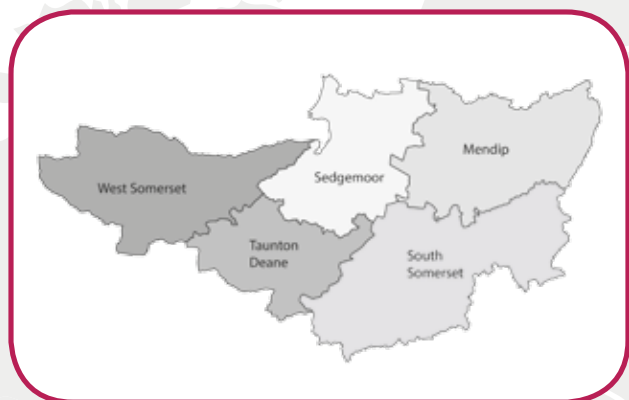 Mendip
Sedgemoor
West Somerset
Taunton
Deane
South
Somerset